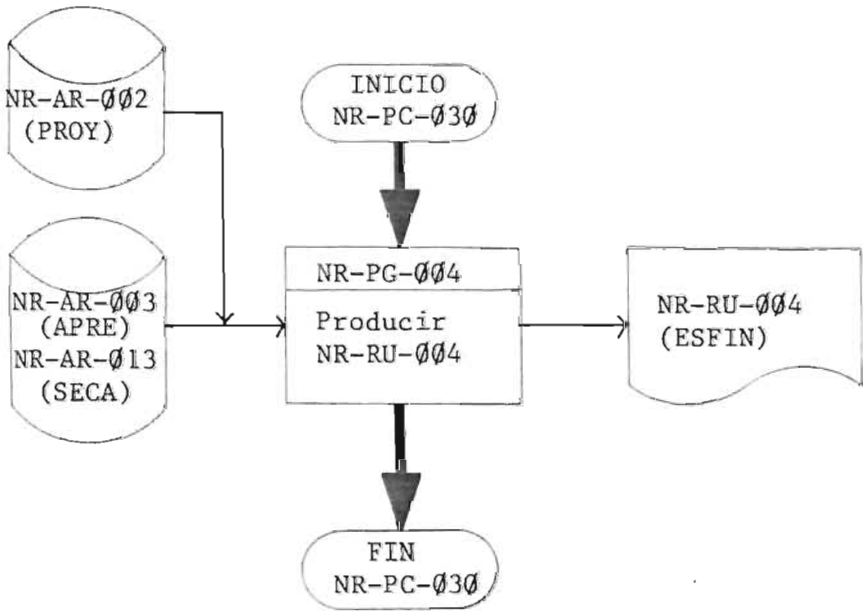 NR-AR-ØØ2
(PROY)
INICIO
NR-PC-Ø3Ø
NR-AR-ØØ3
(APRE)
NR-AR-Ø13
(SECA)
NR-PG-ØØ4
Producir
NR-RU-ØØ4
NR-RU-ØØ4
(ESFIN)
FIN
NR-PC-Ø3Ø